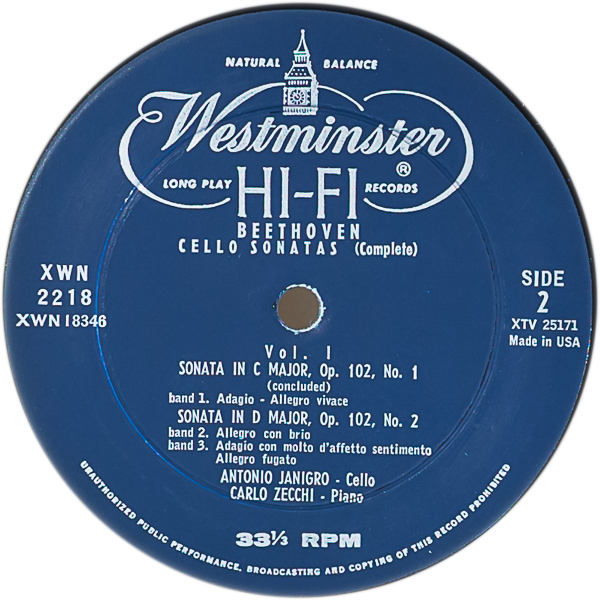 NATURAL BALANCE
Westminster ®
LONG PLAY HI-FI RECORDS
BEETHOVEN
CELLO SONATAS (Complete)
XWN
2218
XWN 18346
SIDE
2
XTV 25171
Made in USA
Vol. 1
SONATA IN C MAJOR, Op. 102, No. 1
(concluded)
band 1. Adagio - Allegro vivace
SONATA IN D MAJOR, Op. 102, No. 2
band 2. Allegro con brio
band 3. Adagio con molto d'affetto sentimento
Allegro fugato
ANTONIO JANIGRO - Cello
CARLO ZECCHI - Piano
33⅓ RPM
UNAUTHORIZED PUBLIC PERFORMANCE, BROADCASTING AND COPYING OF THIS RECORD PROHIBITED